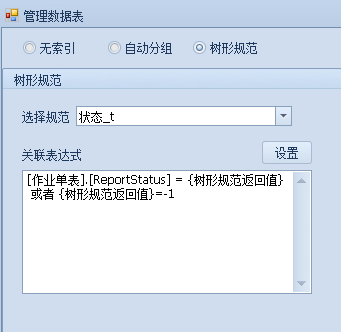 管理数据表
无索引 自动分组 树形规范
树形规范
选择规范 状态_t
关联表达式 设置
[作业单表].[ReportStatus] = {树形规范返回值}
或者 {树形规范返回值}=-1